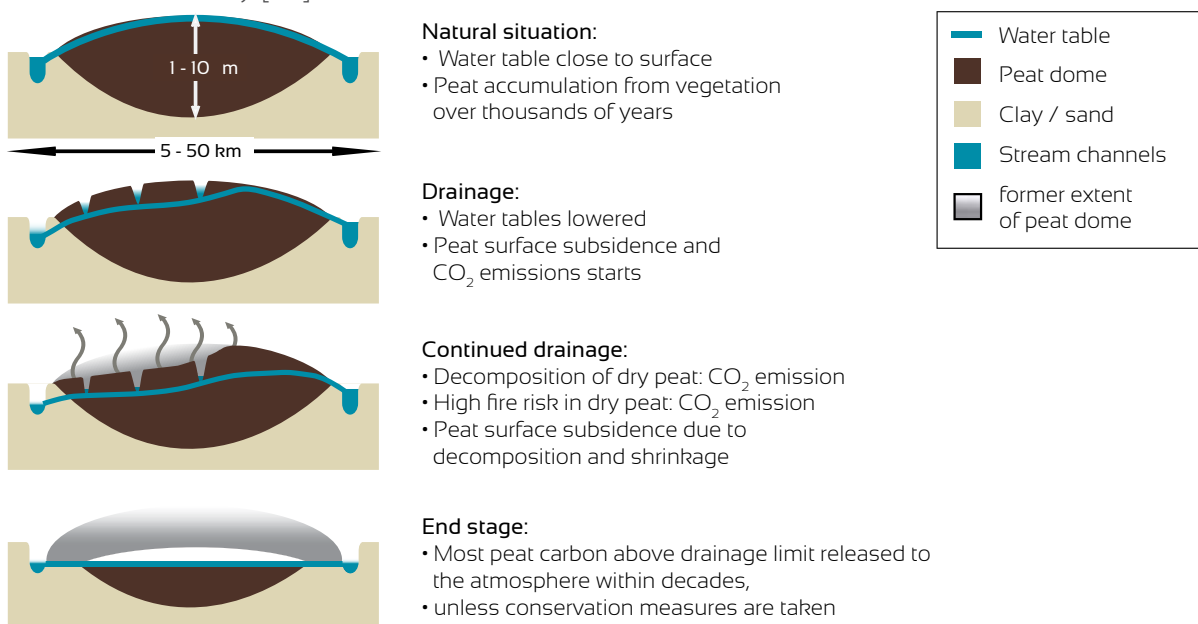 1 - 10 m
5 - 50 km
Natural situation:
• Water table close to surface
• Peat accumulation from vegetation
over thousands of years
Drainage:
• Water tables lowered
• Peat surface subsidence and
CO₂ emissions starts
Continued drainage:
• Decomposition of dry peat: CO₂ emission
• High fire risk in dry peat: CO₂ emission
• Peat surface subsidence due to
decomposition and shrinkage
End stage:
• Most peat carbon above drainage limit released to
the atmosphere within decades,
• unless conservation measures are taken
Water table
Peat dome
Clay / sand
Stream channels
former extent
of peat dome